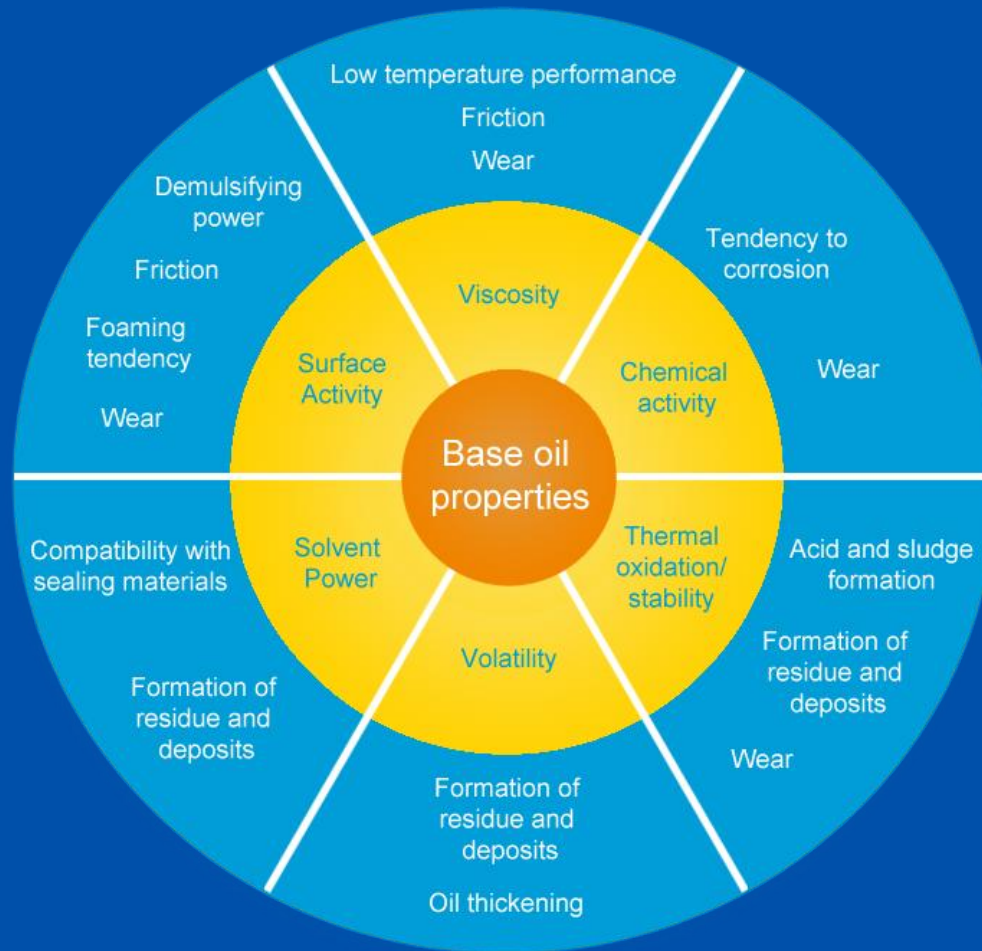 Low temperature performance
Friction
Wear
Viscosity
Tendency to
corrosion
Wear
Chemical
activity
Acid and sludge
formation
Formation of
residue and
deposits
Wear
Thermal
oxidation/
stability
Formation of
residue and
deposits
Oil thickening
Volatility
Compatibility with
sealing materials
Formation of
residue and
deposits
Solvent
Power
Demulsifying
power
Friction
Foaming
tendency
Wear
Surface
Activity
Base oil
properties